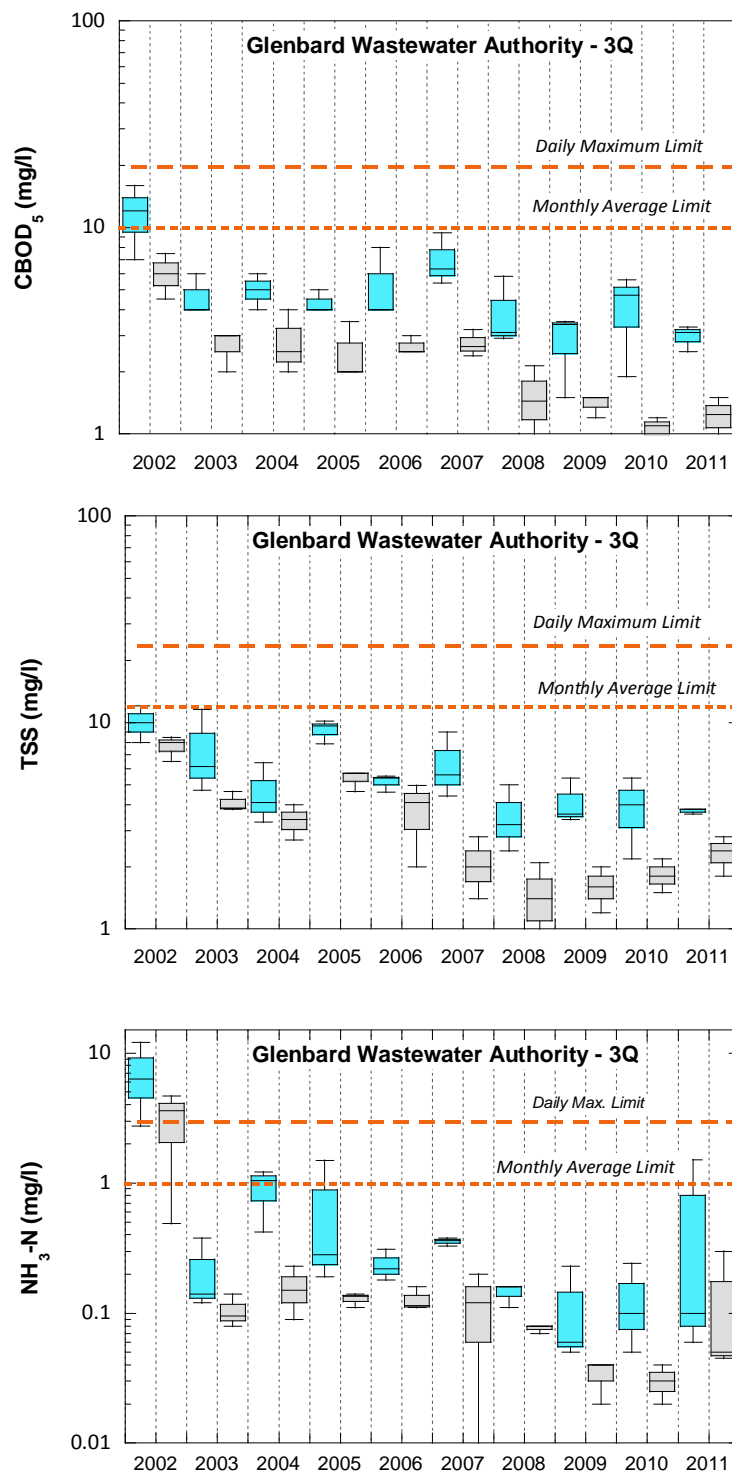 Glenbard Wastewater Authority - 3Q
CBOD5 (mg/l)
100
10
1
Daily Maximum Limit
Monthly Average Limit
2002 2003 2004 2005 2006 2007 2008 2009 2010 2011
Glenbard Wastewater Authority - 3Q
TSS (mg/l)
100
10
1
Daily Maximum Limit
Monthly Average Limit
2002 2003 2004 2005 2006 2007 2008 2009 2010 2011
Glenbard Wastewater Authority - 3Q
NH3-N (mg/l)
10
1
0.1
0.01
Daily Max. Limit
Monthly Average Limit
2002 2003 2004 2005 2006 2007 2008 2009 2010 2011